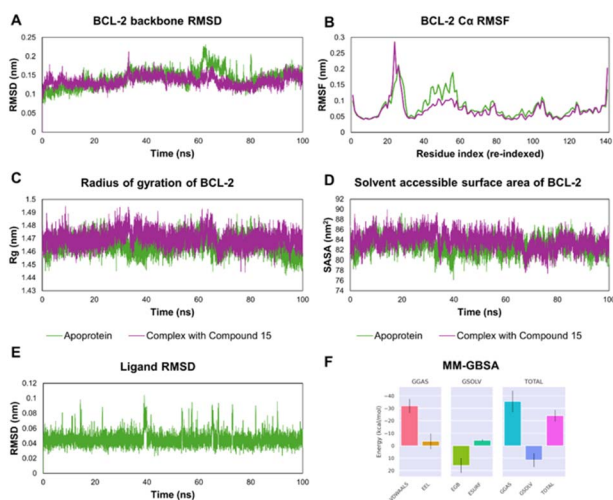 A
BCL-2 backbone RMSD
RMSD (nm)
0.25
0.2
0.15
0.1
0.05
0
0 20 40 60 80 100
Time (ns)
B
BCL-2 Cα RMSF
RMSF (nm)
0.3
0.25
0.2
0.15
0.1
0.05
0
0 20 40 60 80 100 120 140
Residue index (re-indexed)
C
Radius of gyration of BCL-2
Rg (nm)
1.5
1.49
1.48
1.47
1.46
1.45
1.44
1.43
0 20 40 60 80 100
Time (ns)
D
Solvent accessible surface area of BCL-2
SASA (nm²)
92
90
88
86
84
82
80
78
76
74
0 20 40 60 80 100
Time (ns)
Apoprotein Complex with Compound 15
Apoprotein Complex with Compound 15
E
Ligand RMSD
RMSD (nm)
0.12
0.1
0.08
0.06
0.04
0.02
0
0 20 40 60 80 100
Time (ns)
F
MM-GBSA
GGAS GSOLV TOTAL
Energy (kcal/mol)
−40
−30
−20
−10
0
10
20
VDWAALS EEL EGB ESURF GGAS GSOLV TOTAL